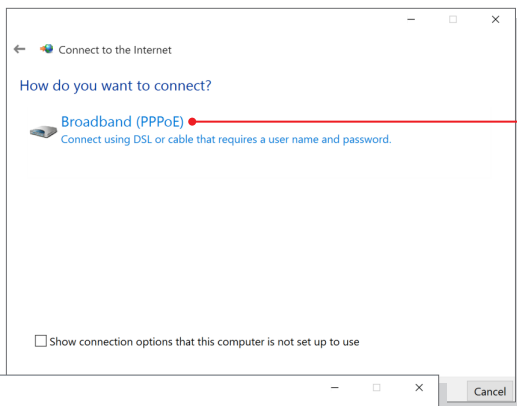 Connect to the Internet
How do you want to connect?
Broadband (PPPoE)
Connect using DSL or cable that requires a user name and password.
Show connection options that this computer is not set up to use
Cancel